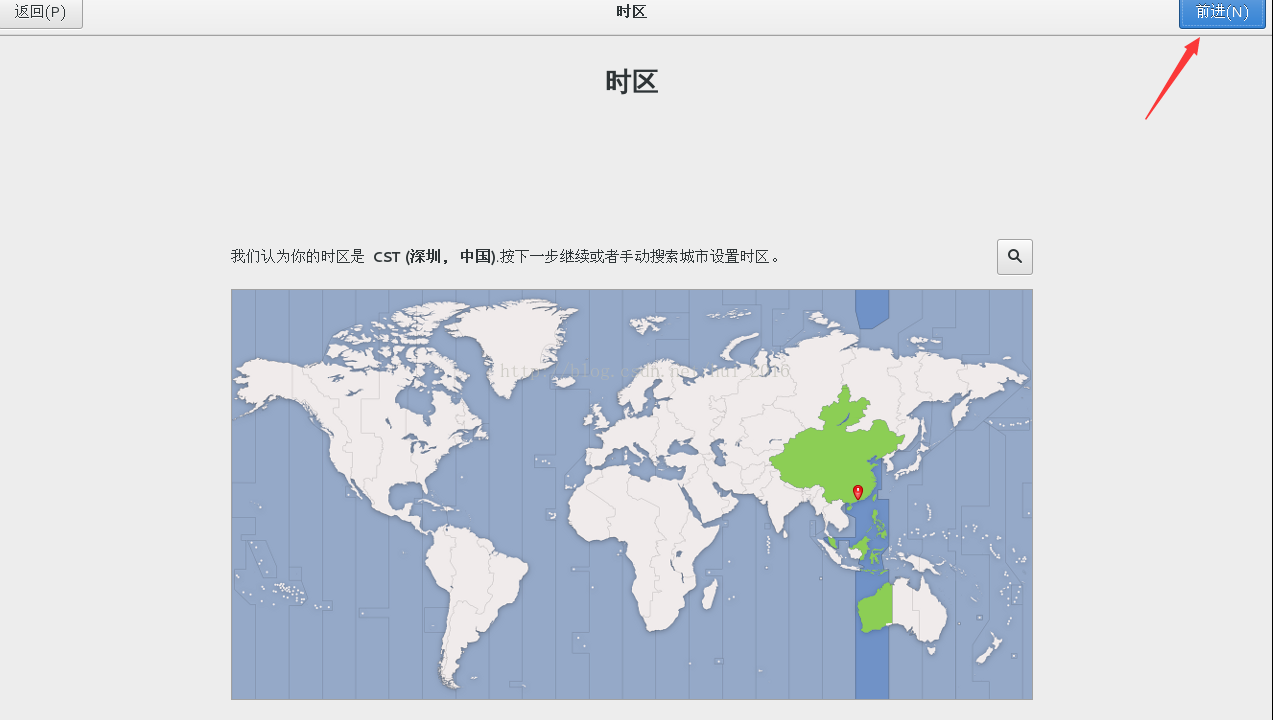 返回(P) 时区 前进(N)
时区
我们认为你的时区是 CST (深圳，中国).按下一步继续或者手动搜索城市设置时区。
http://blog.csdn.net/hui_2016